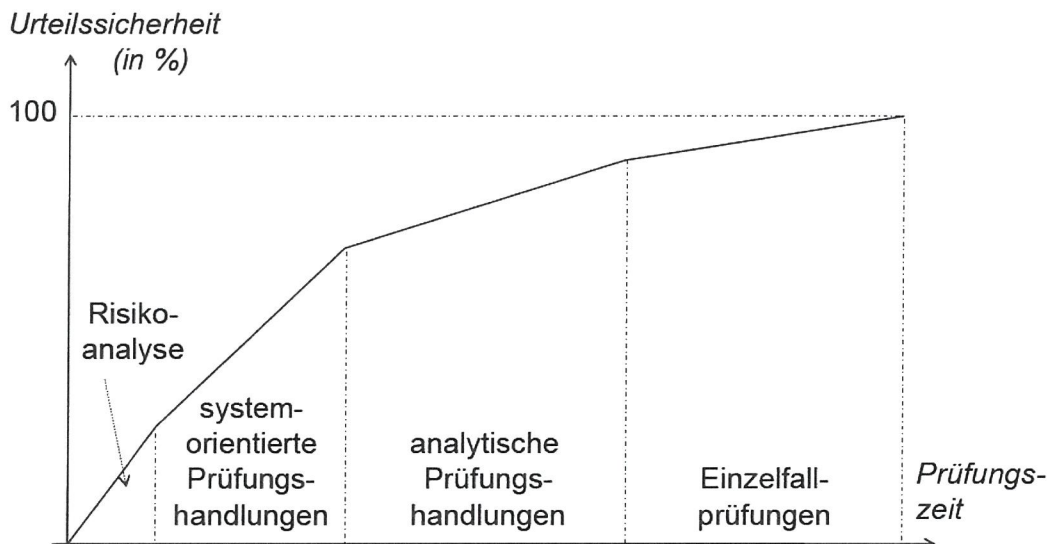 Urteilssicherheit
(in %)
100
Risiko-
analyse
system-
orientierte
Prüfungs-
handlungen
analytische
Prüfungs-
handlungen
Einzelfall-
prüfungen
Prüfungs-
zeit